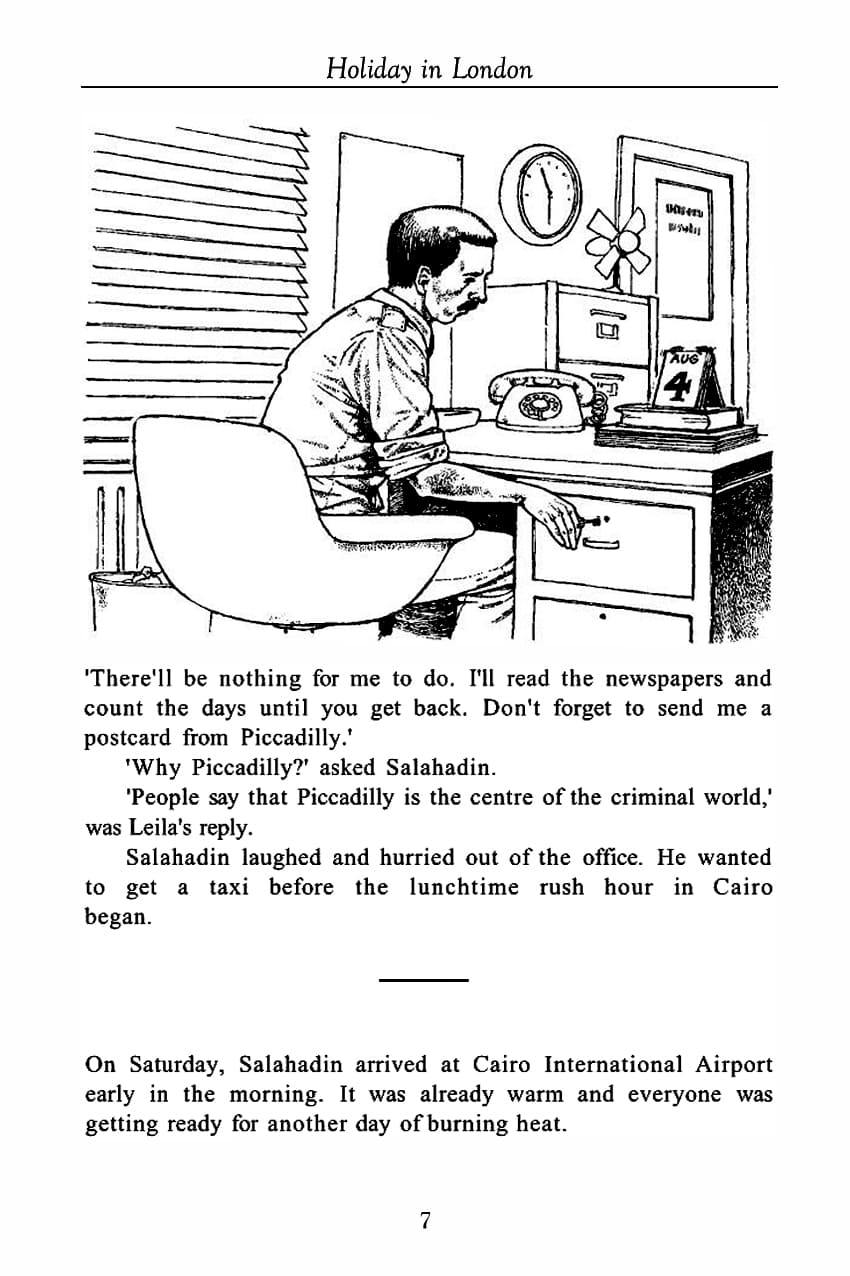 Holiday in London
AUG
4
'There'll be nothing for me to do. I'll read the newspapers and
count the days until you get back. Don't forget to send me a
postcard from Piccadilly.'
'Why Piccadilly?' asked Salahadin.
'People say that Piccadilly is the centre of the criminal world,'
was Leila's reply.
Salahadin laughed and hurried out of the office. He wanted
to get a taxi before the lunchtime rush hour in Cairo
began.
On Saturday, Salahadin arrived at Cairo International Airport
early in the morning. It was already warm and everyone was
getting ready for another day of burning heat.
7